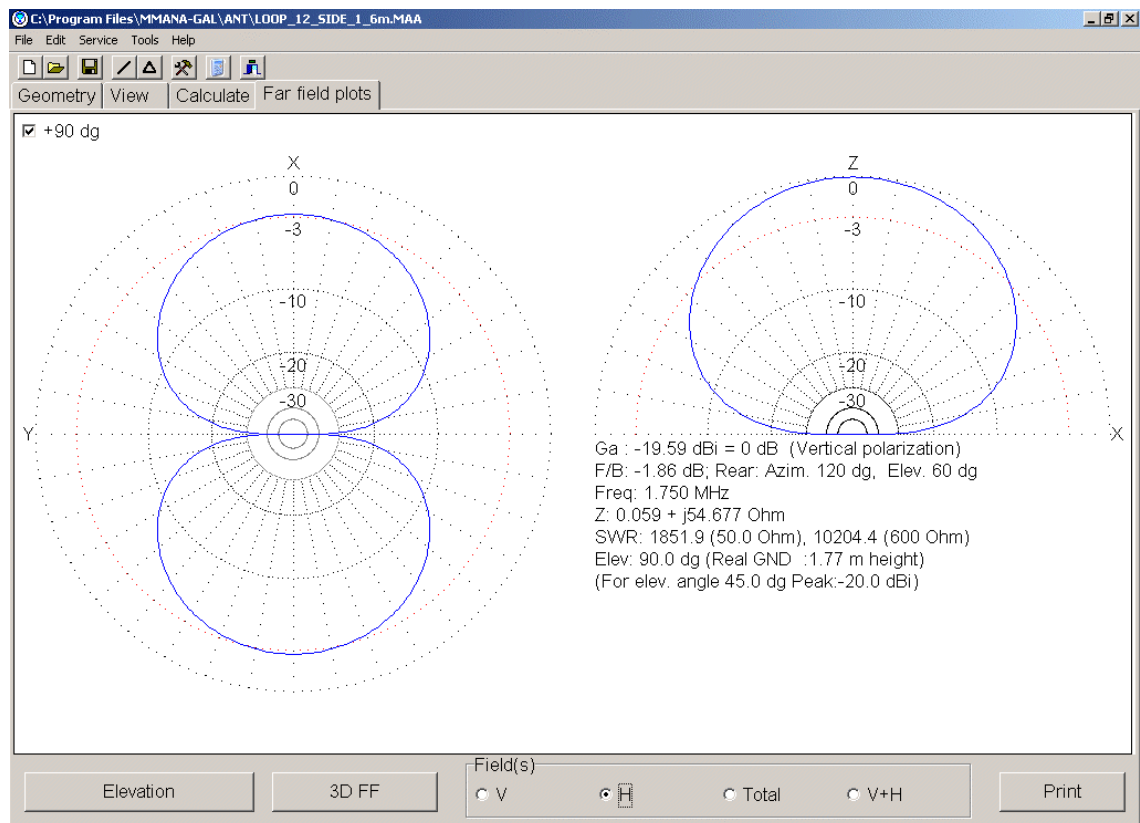 C:\Program Files\MMANA-GAL\ANT\LOOP_12_SIDE_1_6m.MAA
File Edit Service Tools Help
Geometry View Calculate Far field plots
+90 dg
X
0
-3
-10
-20
-30
Y
Z
0
-3
-10
-20
-30
X
Ga : -19.59 dBi = 0 dB (Vertical polarization)
F/B: -1.86 dB; Rear: Azim. 120 dg, Elev. 60 dg
Freq: 1.750 MHz
Z: 0.059 + j54.677 Ohm
SWR: 1851.9 (50.0 Ohm), 10204.4 (600 Ohm)
Elev: 90.0 dg (Real GND :1.77 m height)
(For elev. angle 45.0 dg Peak:-20.0 dBi)
Elevation
3D FF
Field(s)
V H Total V+H
Print